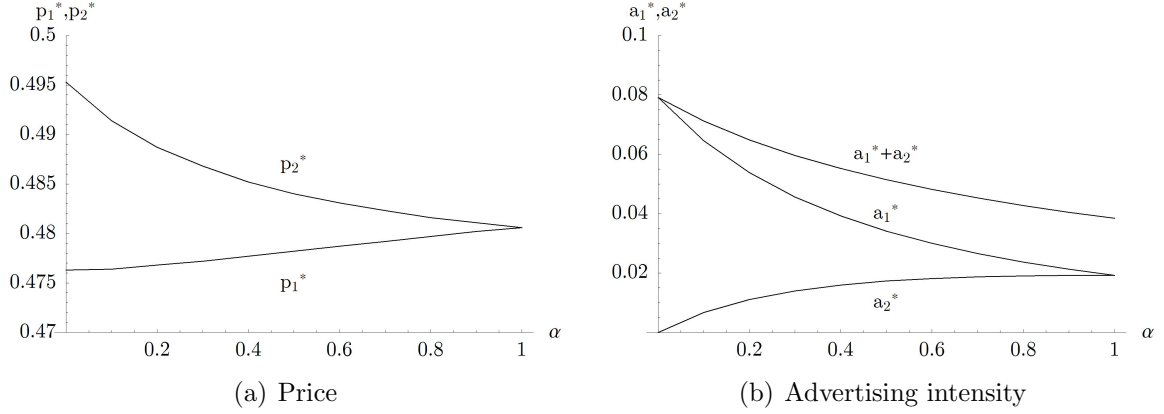 p₁*,p₂*
0.5
0.495
0.49
0.485
0.48
0.475
0.47
p₂*
p₁*
0.2 0.4 0.6 0.8 1 α
(a) Price
a₁*,a₂*
0.1
0.08
0.06
0.04
0.02
a₁*+a₂*
a₁*
a₂*
0.2 0.4 0.6 0.8 1 α
(b) Advertising intensity